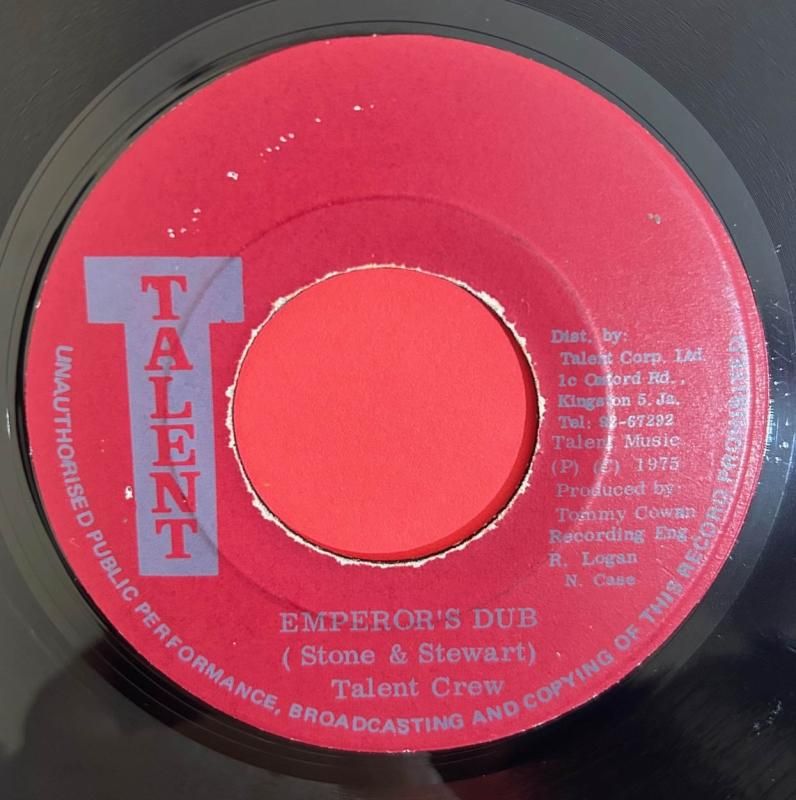 TALENT
Dist. by:
Talent Corp. Ltd.
1c Oxford Rd.,
Kingston 5. Ja.
Tel: 92-67292
Talent Music
(P) (C) 1975
Produced by:
Tommy Cowan
Recording Eng
R. Logan
N. Case
EMPEROR'S DUB
( Stone & Stewart)
Talent Crew
UNAUTHORISED PUBLIC PERFORMANCE, BROADCASTING AND COPYING OF THIS RECORD PROHIBITED